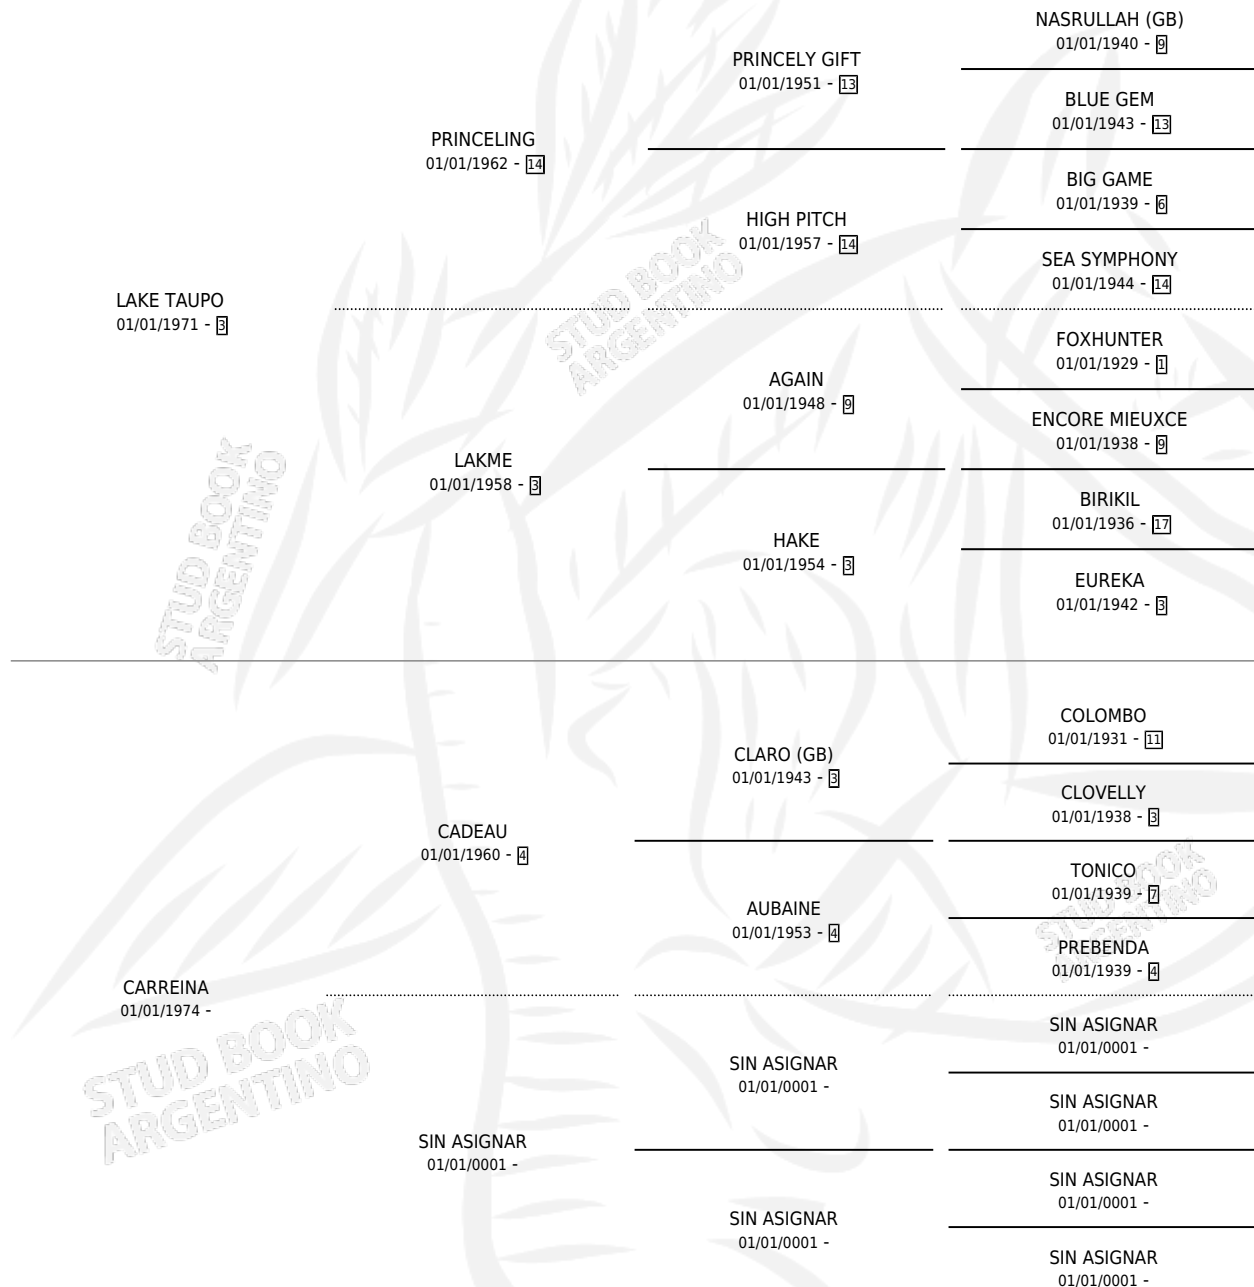 NASRULLAH (GB)
01/01/1940 - 9
PRINCELY GIFT
01/01/1951 - 13
BLUE GEM
01/01/1943 - 13
PRINCELING
01/01/1962 - 14
BIG GAME
01/01/1939 - 6
HIGH PITCH
01/01/1957 - 14
SEA SYMPHONY
01/01/1944 - 14
LAKE TAUPO
01/01/1971 - 3
STUD BOOK
ARGENTINO
FOXHUNTER
01/01/1929 - 1
AGAIN
01/01/1948 - 9
ENCORE MIEUXCE
01/01/1938 - 9
LAKME
01/01/1958 - 3
BIRIKIL
01/01/1936 - 17
HAKE
01/01/1954 - 3
EUREKA
01/01/1942 - 3
STUD BOOK
ARGENTINO
COLOMBO
01/01/1931 - 11
CLARO (GB)
01/01/1943 - 3
CLOVELLY
01/01/1938 - 3
CADEAU
01/01/1960 - 4
TONICO
01/01/1939 - 7
AUBAINE
01/01/1953 - 4
PREBENDA
01/01/1939 - 4
STUD BOOK
ARGENTINO
CARREINA
01/01/1974 -
SIN ASIGNAR
01/01/0001 -
SIN ASIGNAR
01/01/0001 -
SIN ASIGNAR
01/01/0001 -
STUD BOOK
ARGENTINO
SIN ASIGNAR
01/01/0001 -
SIN ASIGNAR
01/01/0001 -
SIN ASIGNAR
01/01/0001 -
SIN ASIGNAR
01/01/0001 -